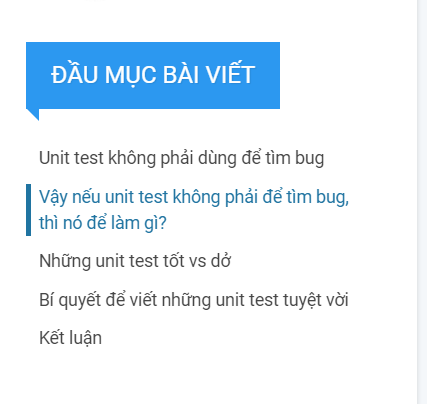 ĐẦU MỤC BÀI VIẾT
Unit test không phải dùng để tìm bug
Vậy nếu unit test không phải để tìm bug,
thì nó để làm gì?
Những unit test tốt vs dở
Bí quyết để viết những unit test tuyệt vời
Kết luận